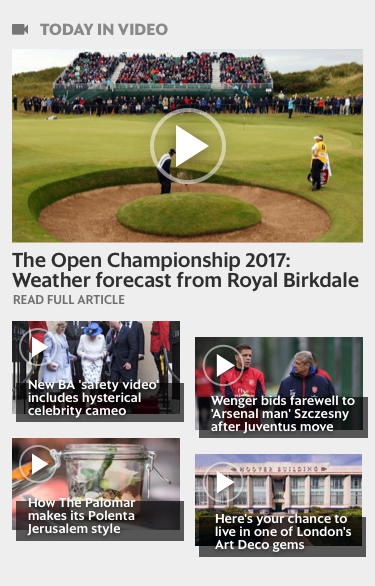 TODAY IN VIDEO
The Open Championship 2017:
Weather forecast from Royal Birkdale
READ FULL ARTICLE
New BA 'safety video'
includes hysterical
celebrity cameo
Wenger bids farewell to
'Arsenal man' Szczesny
after Juventus move
How The Palomar
makes its Polenta
Jerusalem style
HOOVER BUILDING
Here's your chance to
live in one of London's
Art Deco gems